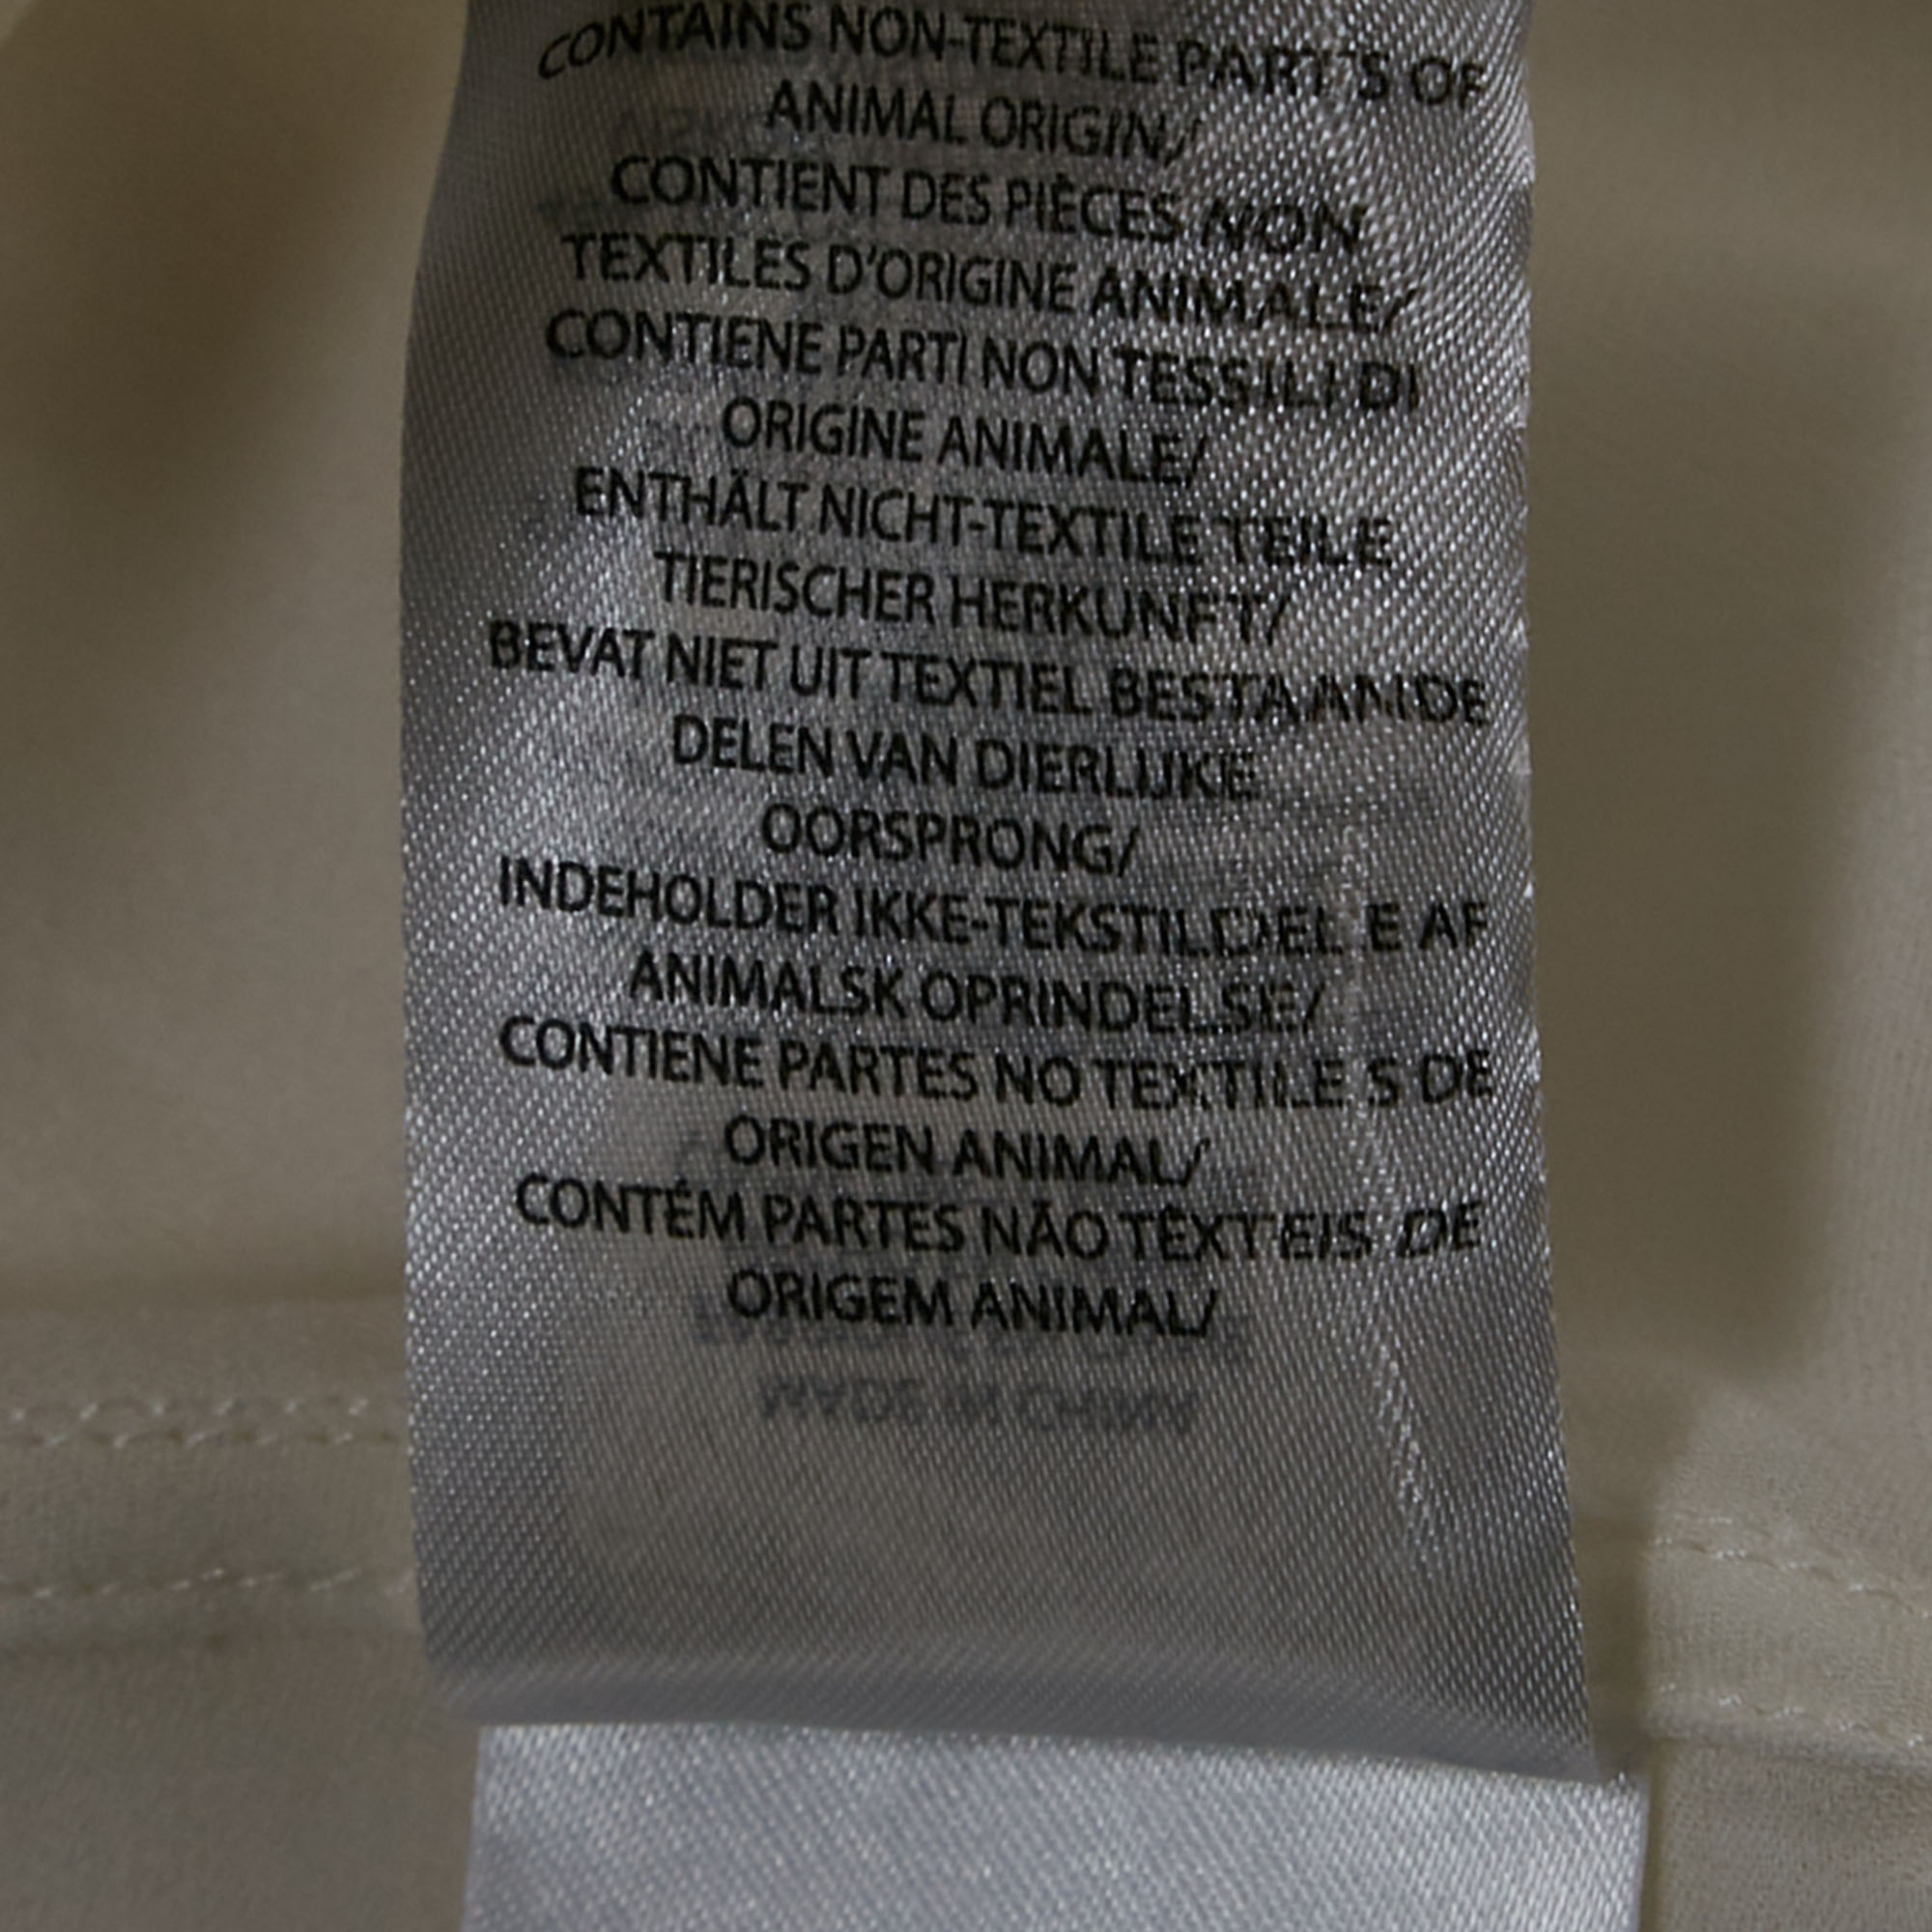 CONTAINS NON-TEXTILE PARTS OF
ANIMAL ORIGIN/
CONTIENT DES PIÈCES NON
TEXTILES D'ORIGINE ANIMALE/
CONTIENE PARTI NON TESSILI DI
ORIGINE ANIMALE/
ENTHÄLT NICHT-TEXTILE TEILE
TIERISCHER HERKUNFT/
BEVAT NIET UIT TEXTIEL BESTAANDE
DELEN VAN DIERLIJKE
OORSPRONG/
INDEHOLDER IKKE-TEKSTILDELE AF
ANIMALSK OPRINDELSE/
CONTIENE PARTES NO TEXTILES DE
ORIGEN ANIMAL/
CONTÉM PARTES NÃO TÊXTEIS DE
ORIGEM ANIMAL/